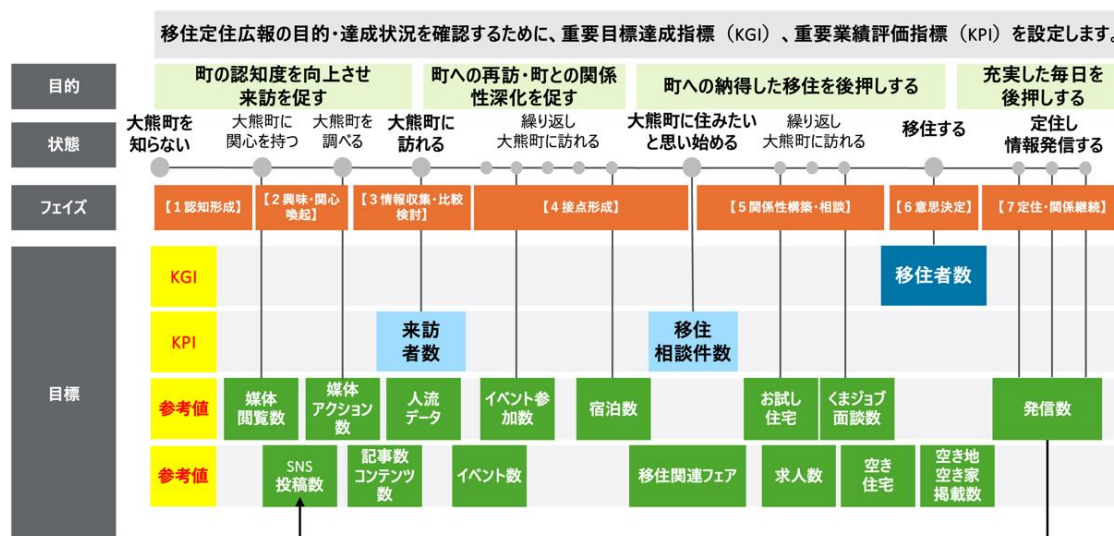 移住定住広報の目的・達成状況を確認するために、重要目標達成指標（KGI）、重要業績評価指標（KPI）を設定します。
目的
町の認知度を向上させ
来訪を促す
町への再訪・町との関係
性深化を促す
町への納得した移住を後押しする
充実した毎日を
後押しする
状態
大熊町を
知らない
大熊町に
関心を持つ
大熊町を
調べる
大熊町に
訪れる
繰り返し
大熊町に訪れる
大熊町に住みたい
と思い始める
繰り返し
大熊町に訪れる
移住する
定住し
情報発信する
フェイズ
【1認知形成】
【2興味・関心
喚起】
【3情報収集・比較
検討】
【4接点形成】
【5関係性構築・相談】
【6意思決定】
【7定住・関係継続】
目標
KGI
移住者数
KPI
来訪
者数
移住
相談件数
参考値
媒体
閲覧数
媒体
アクション
数
人流
データ
イベント参
加数
宿泊数
お試し
住宅
くまジョブ
面談数
発信数
参考値
SNS
投稿数
記事数
コンテンツ
数
イベント数
移住関連フェア
求人数
空き
住宅
空き地
空き家
掲載数